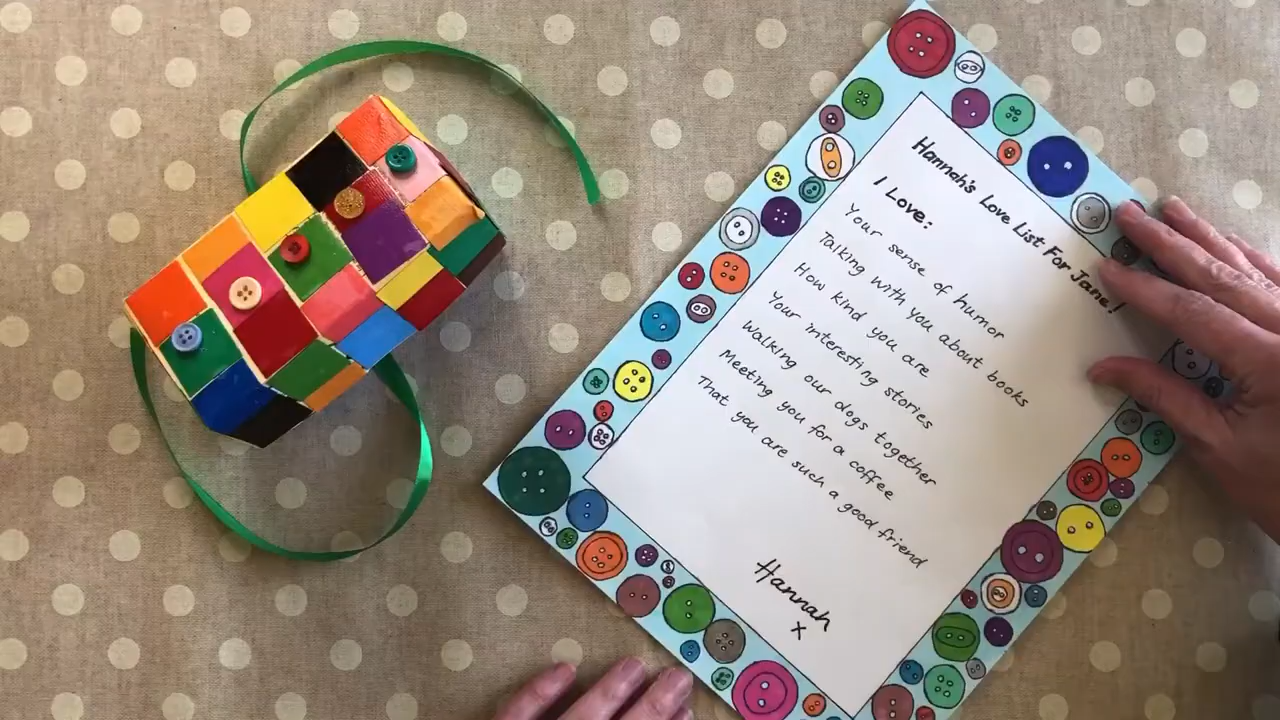 Hannah's Love List For Jane!
I Love:
Your sense of humor
Talking with you about books
How kind you are
Your interesting stories
Walking our dogs together
Meeting you for a coffee
That you are such a good friend
Hannah
x